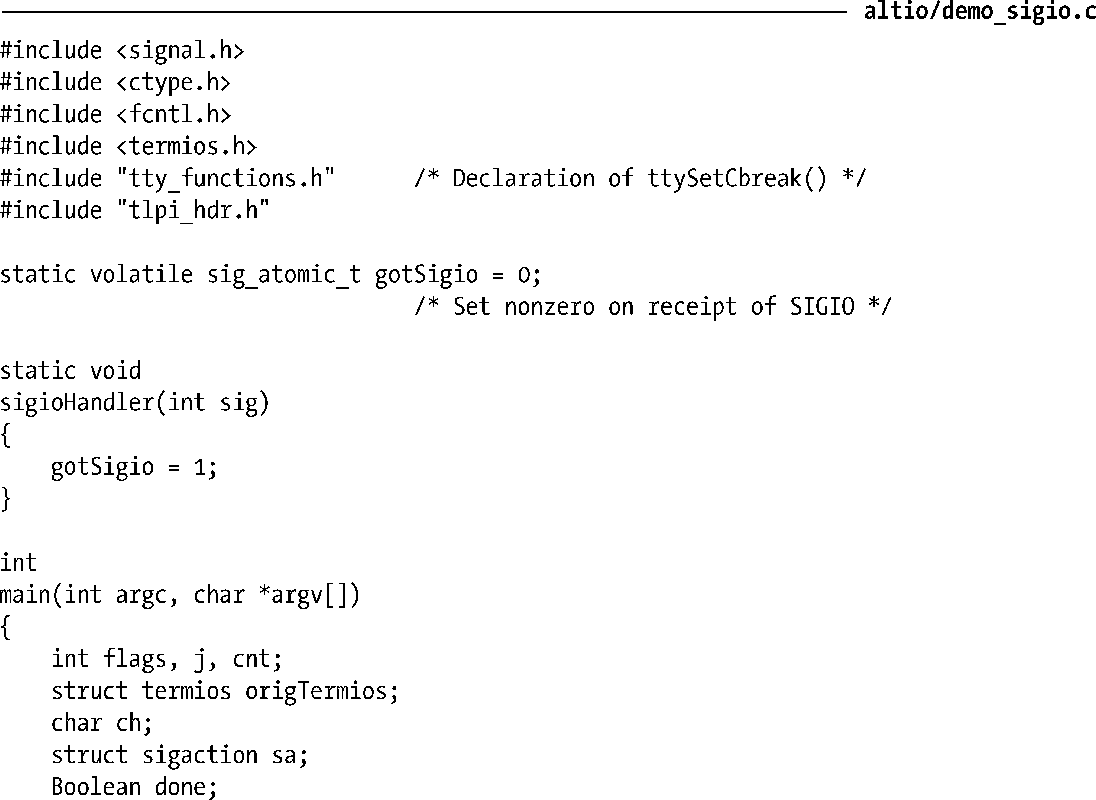 altio/demo_sigio.c
#include <signal.h>
#include <ctype.h>
#include <fcntl.h>
#include <termios.h>
#include "tty_functions.h"      /* Declaration of ttySetCbreak() */
#include "tlpi_hdr.h"

static volatile sig_atomic_t gotSigio = 0;
                                /* Set nonzero on receipt of SIGIO */

static void
sigioHandler(int sig)
{
    gotSigio = 1;
}

int
main(int argc, char *argv[])
{
    int flags, j, cnt;
    struct termios origTermios;
    char ch;
    struct sigaction sa;
    Boolean done;